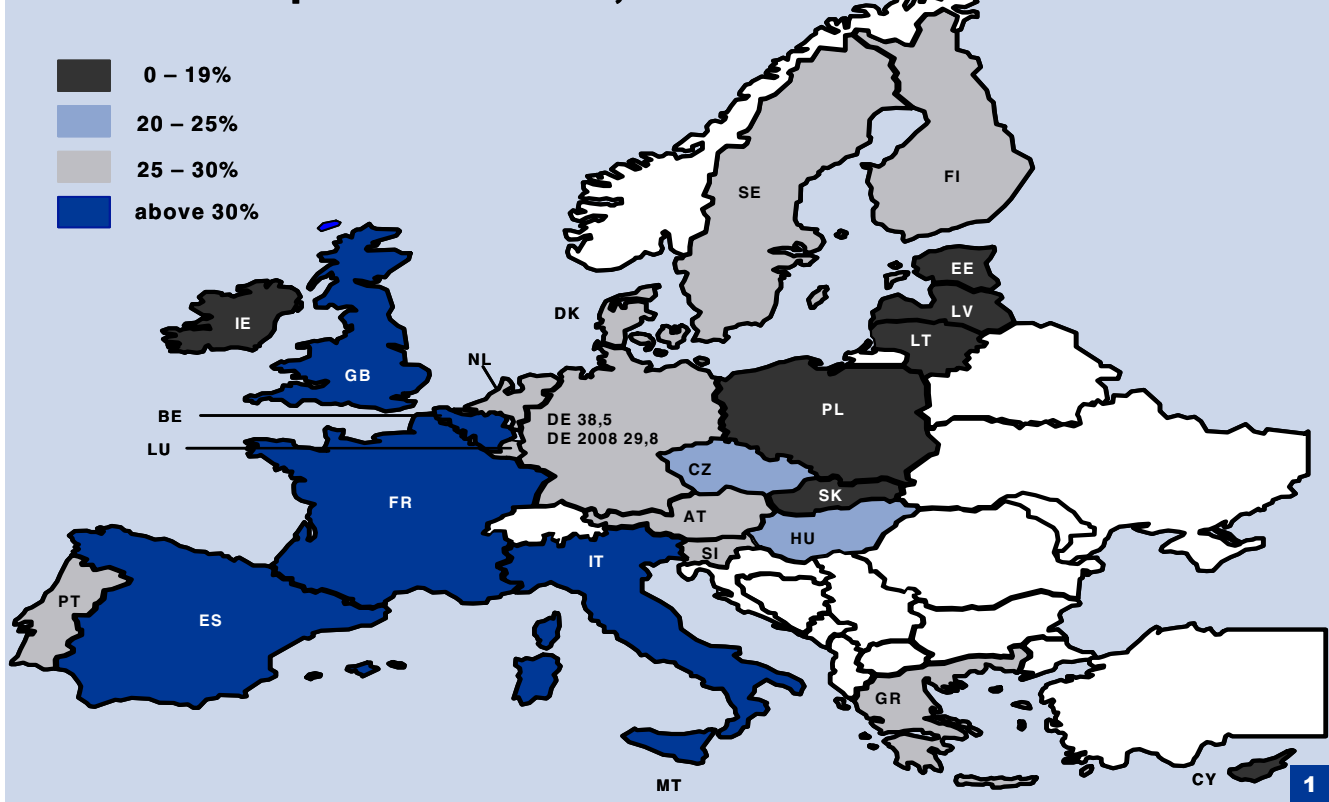 0 – 19%
20 – 25%
25 – 30%
above 30%
SE
FI
EE
LV
LT
DK
IE
GB
NL
BE
LU
DE 38,5
DE 2008 29,8
PL
CZ
SK
FR
AT
HU
SI
IT
PT
ES
GR
MT
CY
1